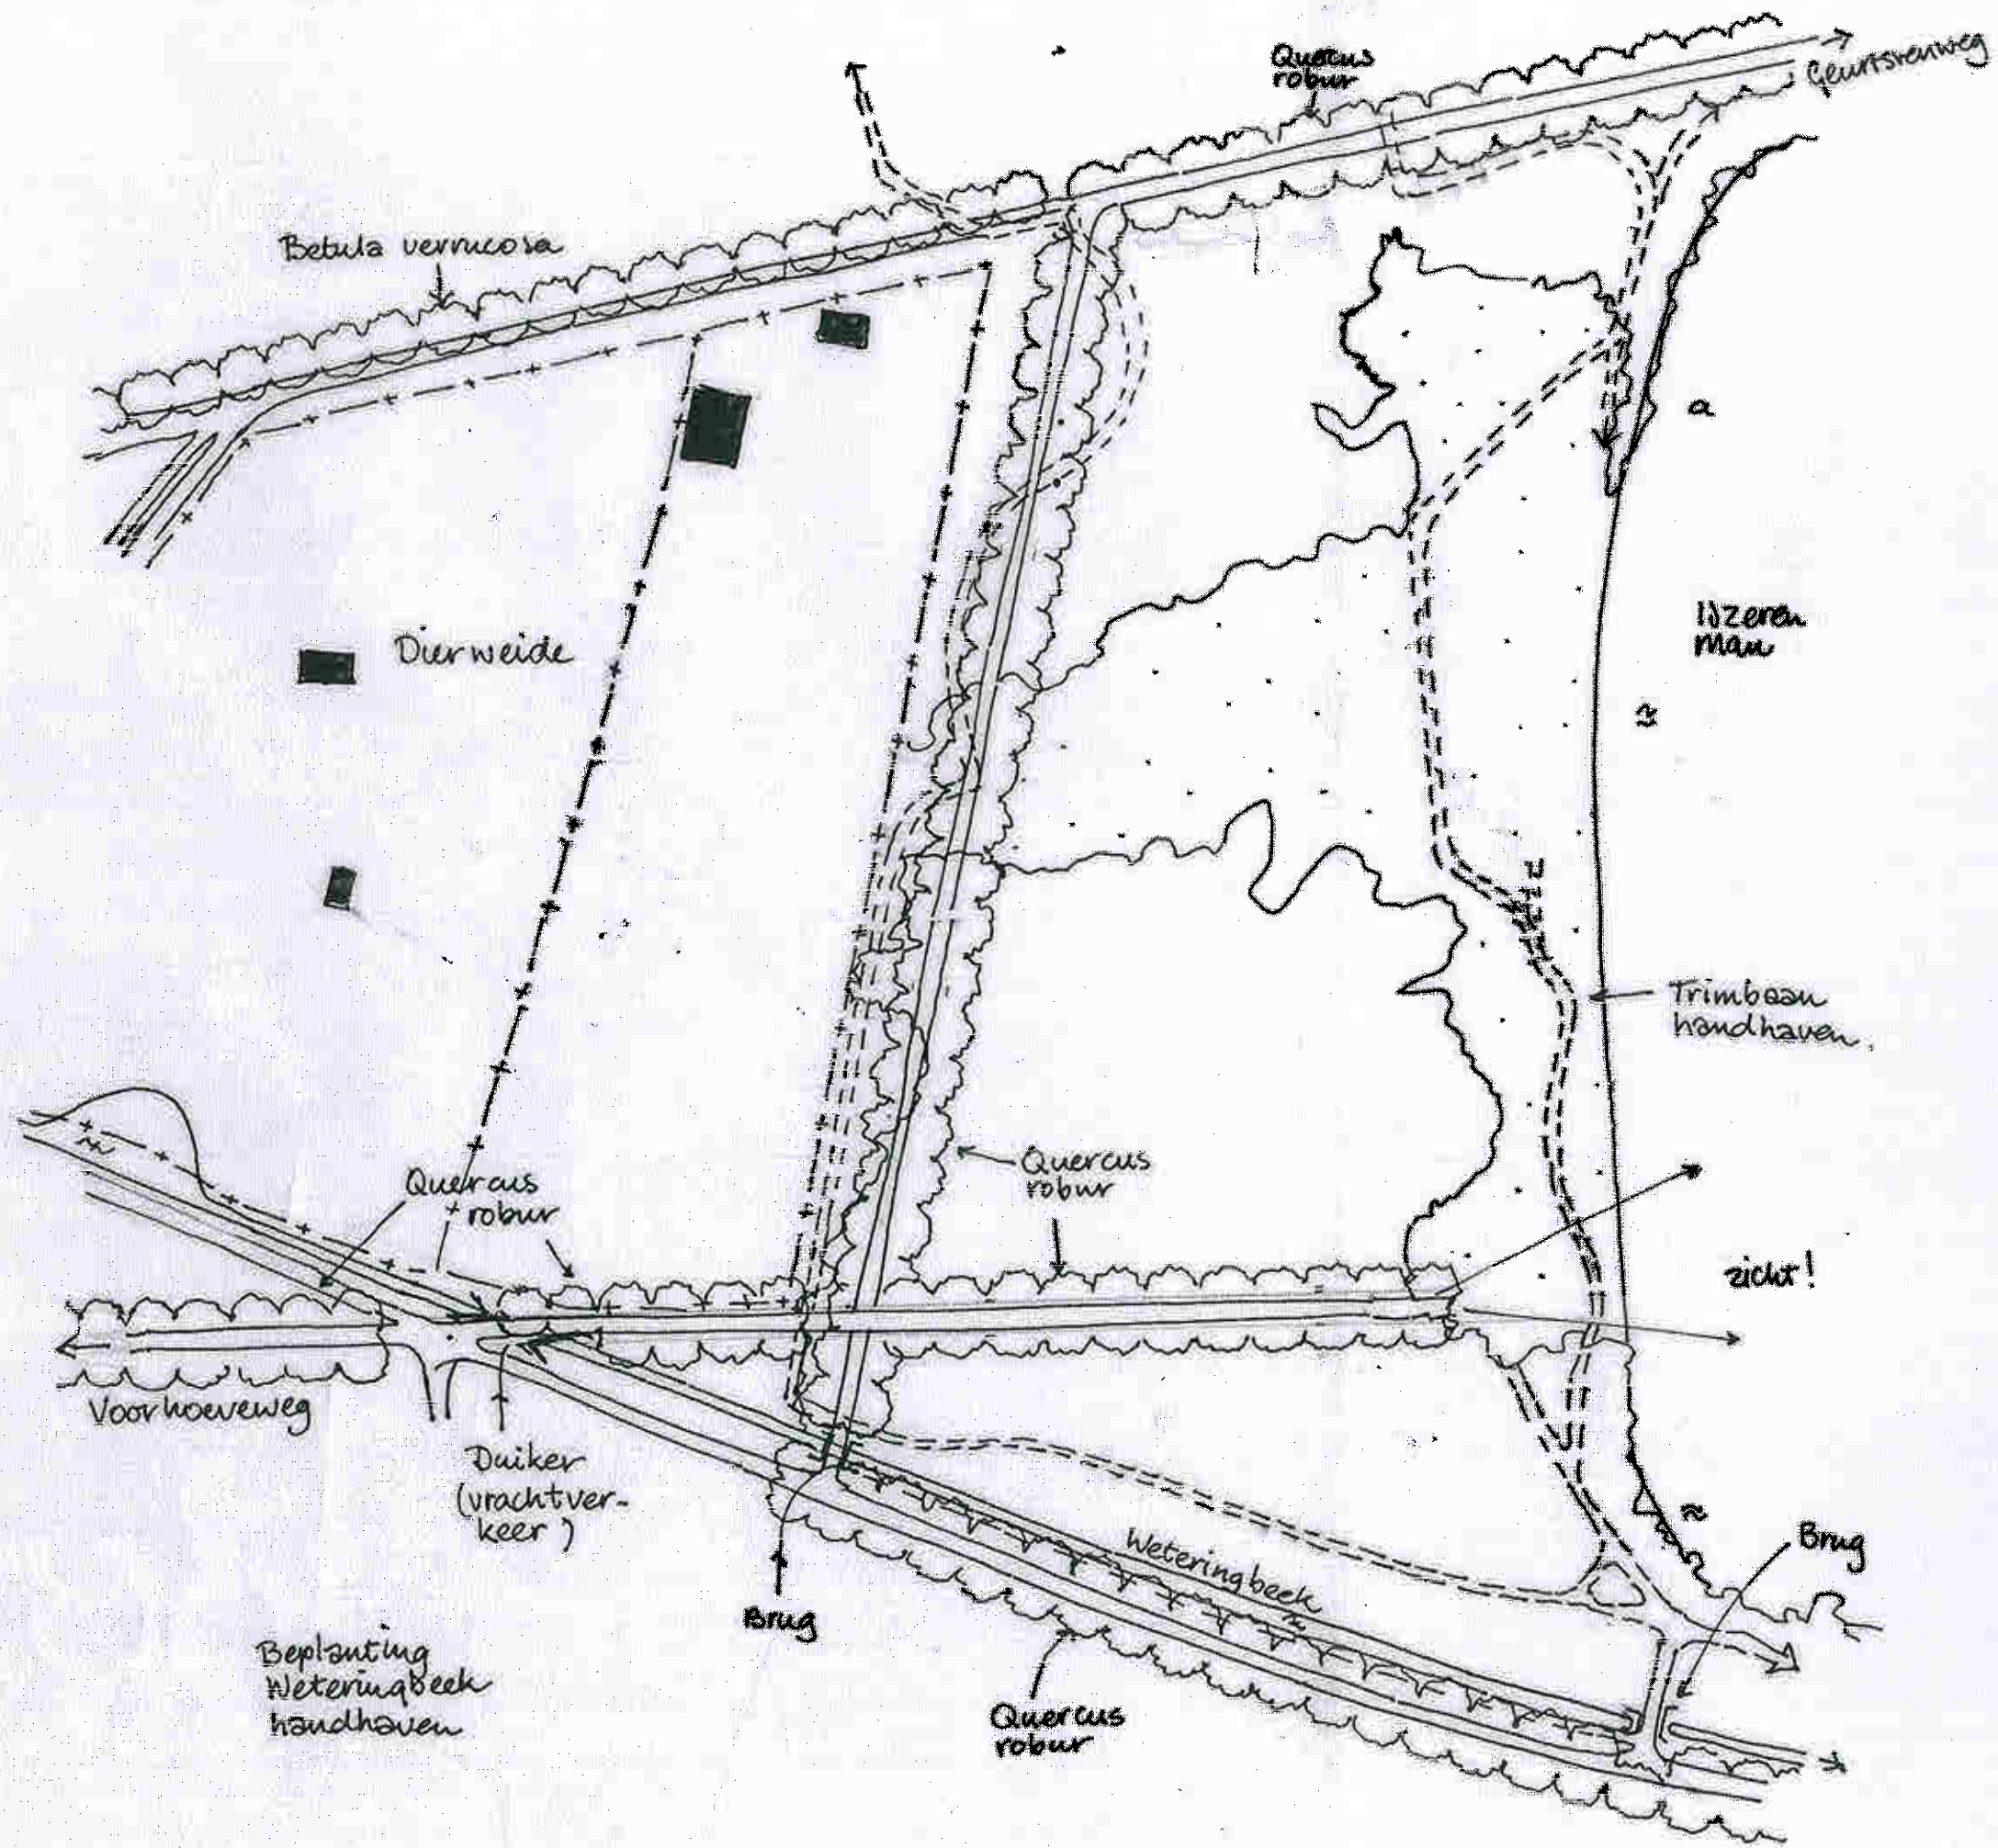 Quercus
robur
Geurtsenweg
Betula verrucosa
a
IJzeren
man
Dierweide
Trimbaan
handhaven.
Quercus
robur
Quercus
robur
zicht!
Voorhoeveweg
Duiker
(vrachtver-
keer)
Weteringbeek
Brug
Brug
Beplanting
Weteringbeek
handhaven
Quercus
robur